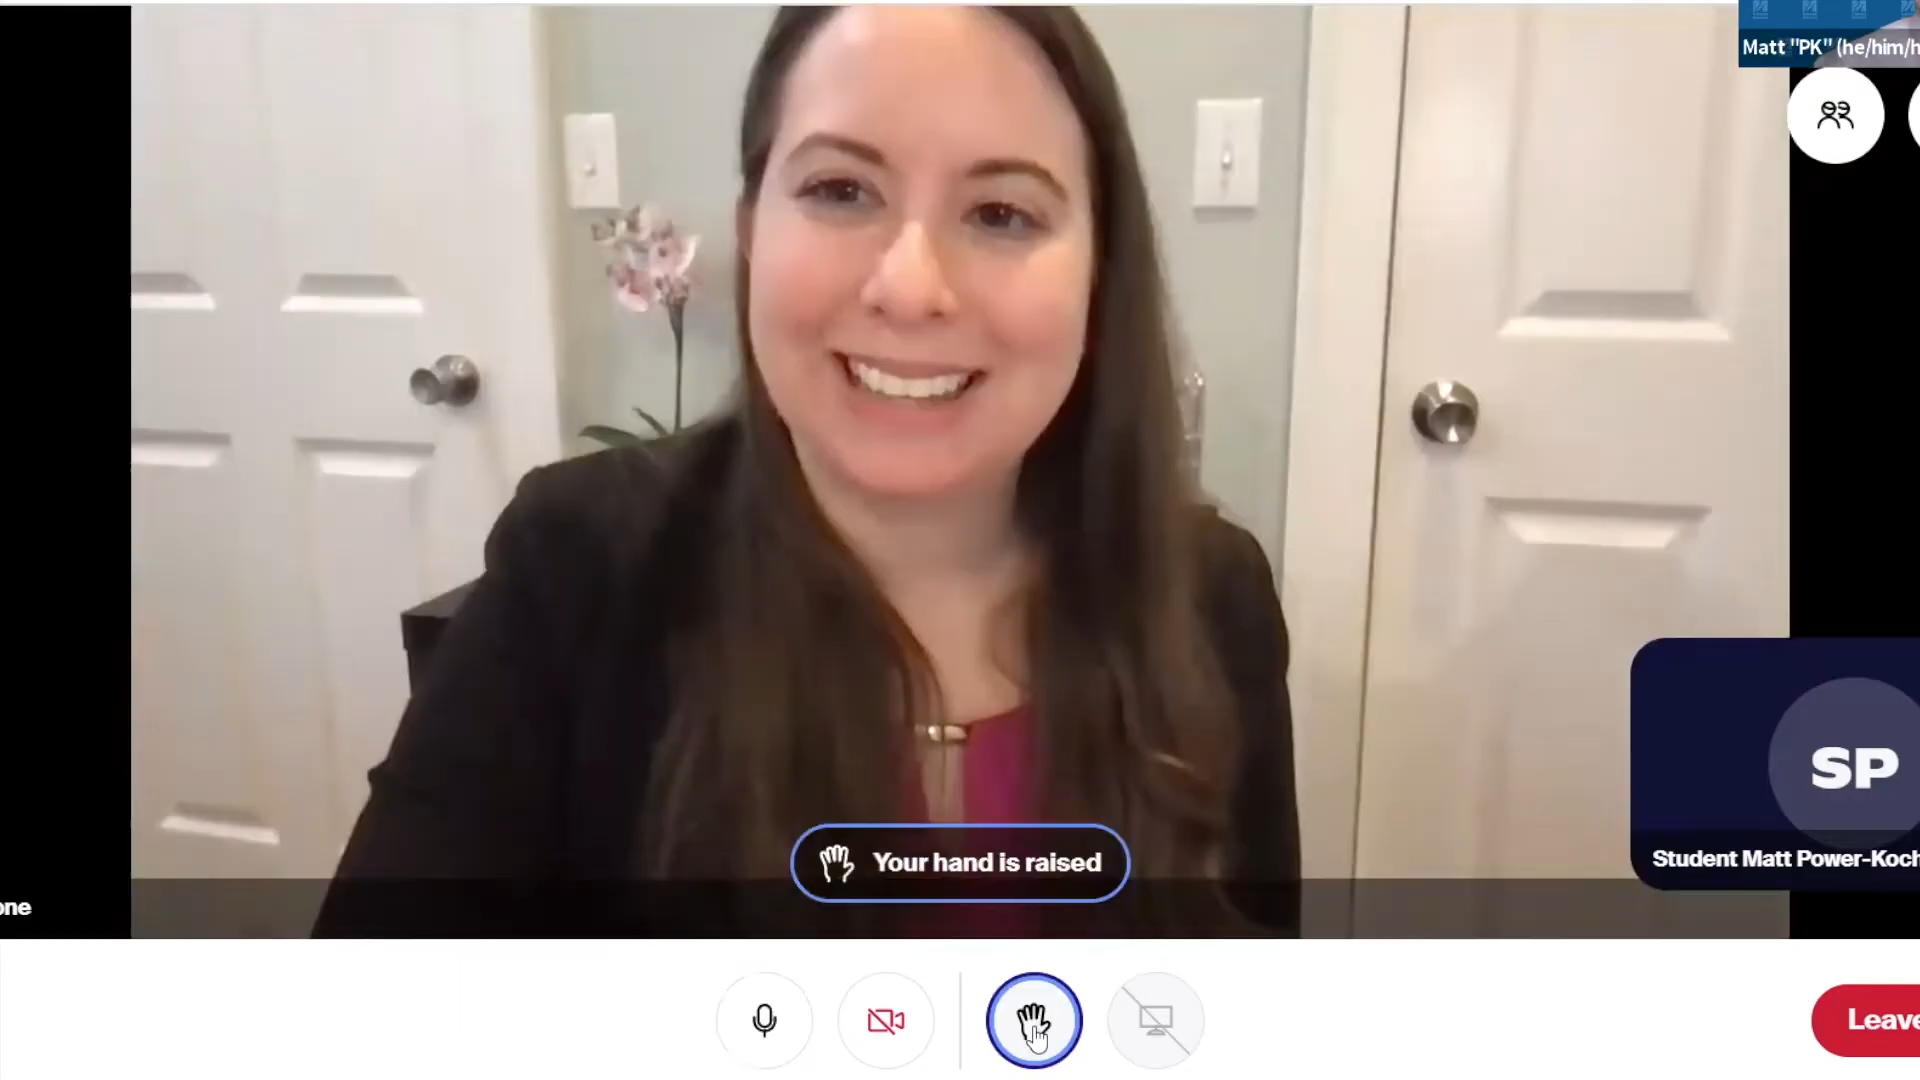 Matt "PK" (he/him/h
Your hand is raised
SP
Student Matt Power-Koch
one
Leave